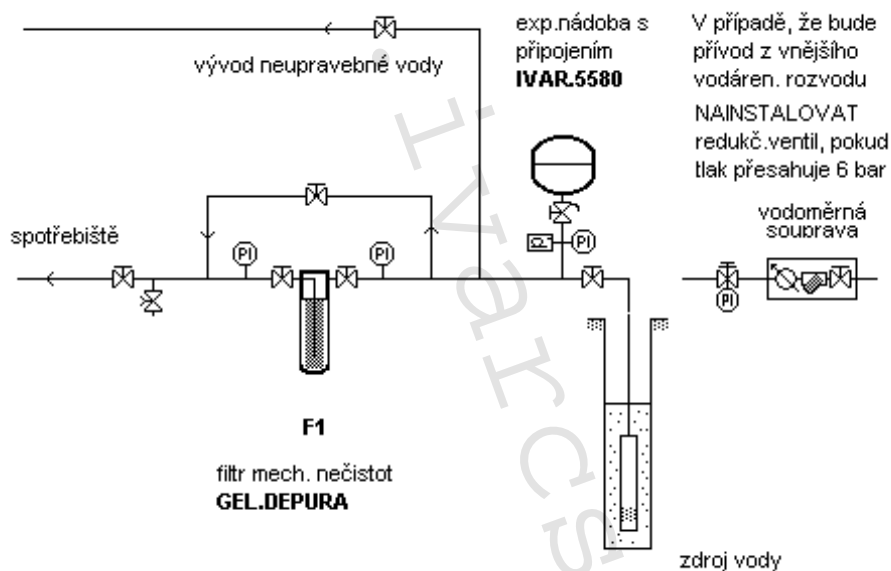 exp.nádoba s
připojením
IVAR.5580
V případě, že bude
přívod z vnějšího
vodáren. rozvodu
NAINSTALOVAT
redukč.ventil, pokud
tlak přesahuje 6 bar
vývod neupravebné vody
vodoměrná
souprava
spotřebiště
PI
PI
PI
PI
F1
filtr mech. nečistot
GEL.DEPURA
zdroj vody
.ivarcs